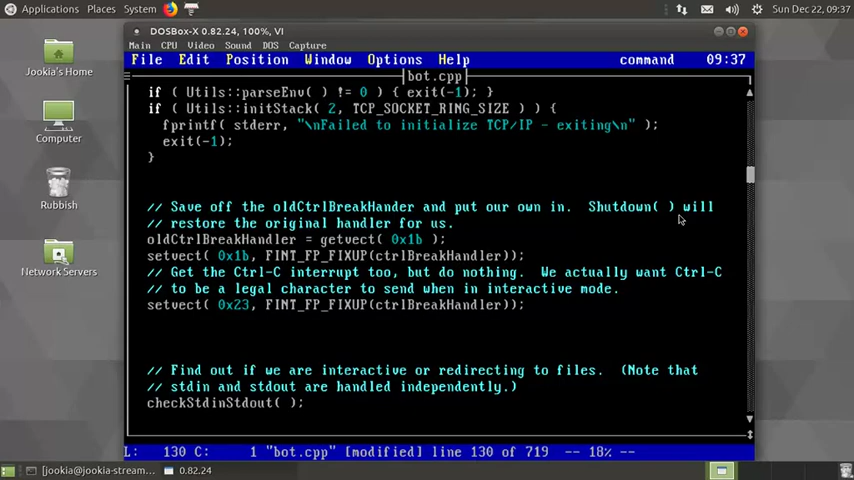 Applications Places System
Sun Dec 22, 09:37
Jookia's Home
Computer
Rubbish
Network Servers
DOSBox-X 0.82.24, 100%, VI
Main CPU Video Sound DOS Capture
File Edit Position Window Options Help command 09:37
bot.cpp
if ( Utils::parseEnv( ) != 0 ) { exit(-1); }
if ( Utils::initStack( 2, TCP_SOCKET_RING_SIZE ) ) {
fprintf( stderr, "\nFailed to initialize TCP/IP - exiting\n" );
exit(-1);
}
// Save off the oldCtrlBreakHander and put our own in.  Shutdown( ) will
// restore the original handler for us.
oldCtrlBreakHandler = getvect( 0x1b );
setvect( 0x1b, FINT_FP_FIXUP(ctrlBreakHandler));
// Get the Ctrl-C interrupt too, but do nothing.  We actually want Ctrl-C
// to be a legal character to send when in interactive mode.
setvect( 0x23, FINT_FP_FIXUP(ctrlBreakHandler));
// Find out if we are interactive or redirecting to files.  (Note that
// stdin and stdout are handled independently.)
checkStdinStdout( );
L: 130 C: 1 "bot.cpp" [modified] line 130 of 719 -- 18% --
[jookia@jookia-stream... 0.82.24